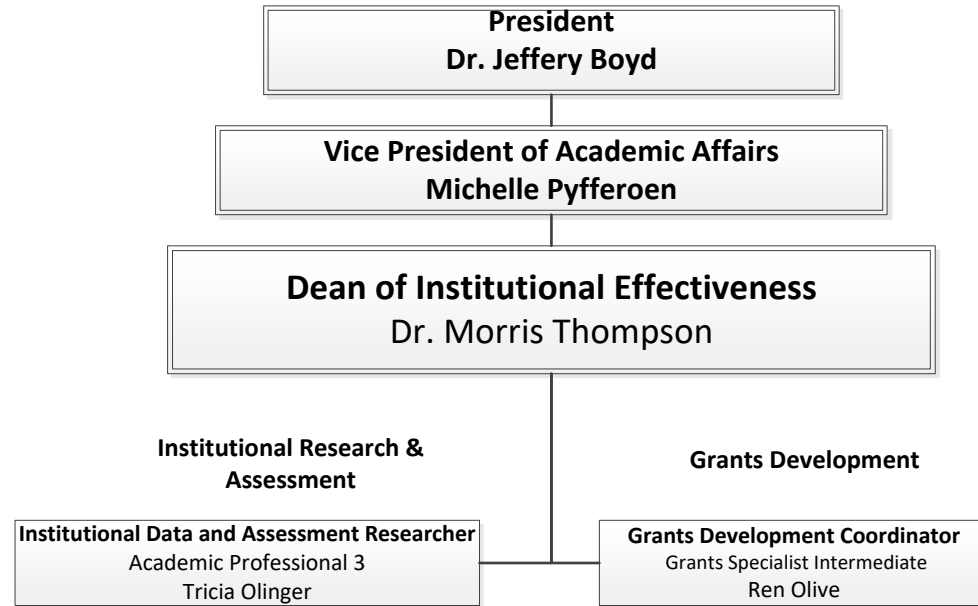 President
Dr. Jeffery Boyd
Vice President of Academic Affairs
Michelle Pyfferoen
Dean of Institutional Effectiveness
Dr. Morris Thompson
Institutional Research &
Assessment
Grants Development
Institutional Data and Assessment Researcher
Academic Professional 3
Tricia Olinger
Grants Development Coordinator
Grants Specialist Intermediate
Ren Olive